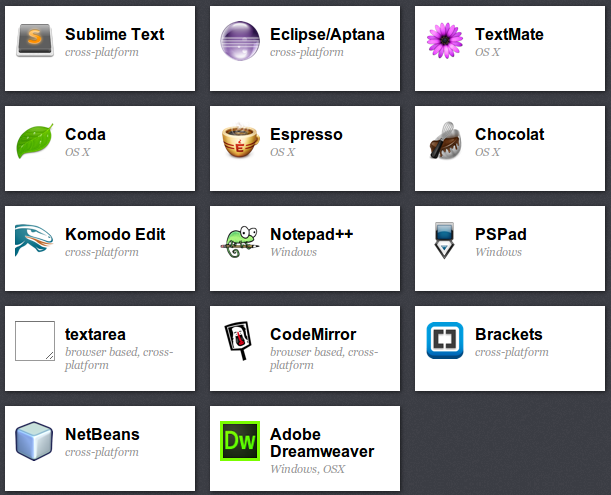 Sublime Text
cross-platform
Eclipse/Aptana
cross-platform
TextMate
OS X
Coda
OS X
Espresso
OS X
Chocolat
OS X
Komodo Edit
cross-platform
Notepad++
Windows
PSPad
Windows
textarea
browser based, cross-
platform
CodeMirror
browser based, cross-
platform
Brackets
cross-platform
NetBeans
cross-platform
Dw
Adobe
Dreamweaver
Windows, OSX